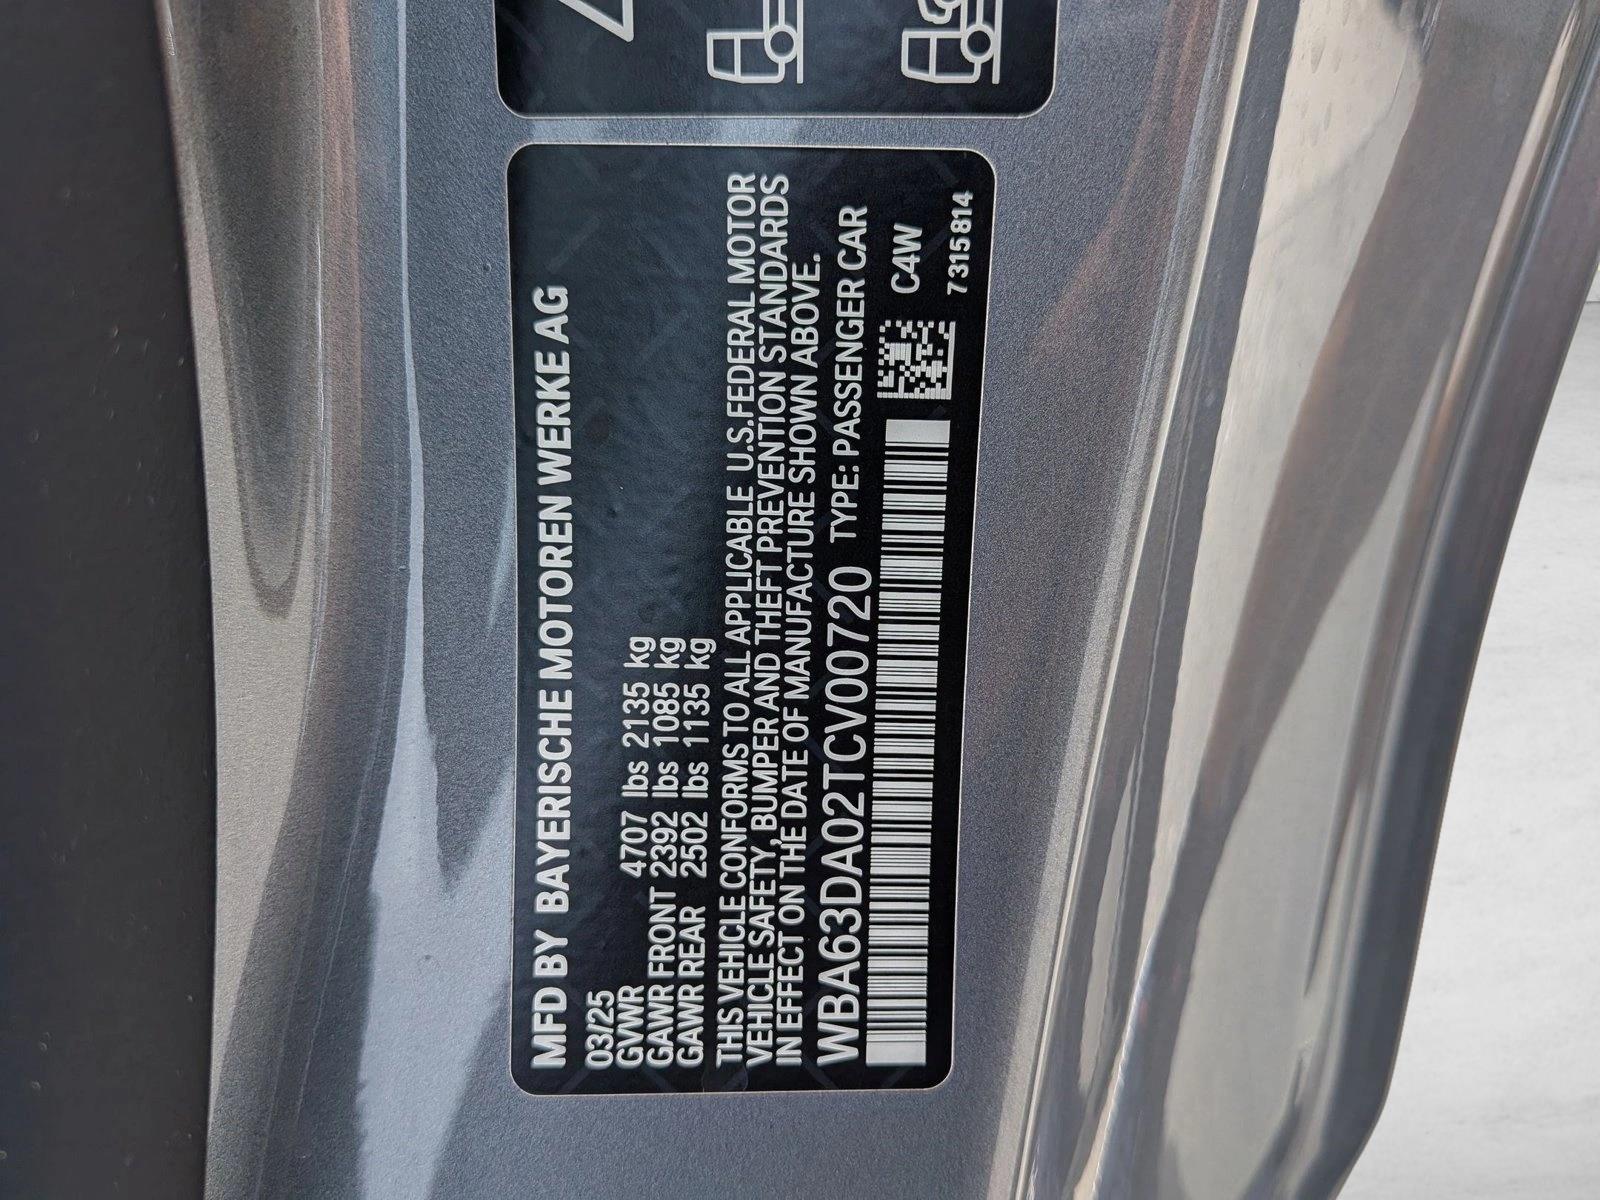 MFD BY BAYERISCHE MOTOREN WERKE AG
03/25
GVWR 4707 lbs 2135 kg
GAWR FRONT 2392 lbs 1085 kg
GAWR REAR 2502 lbs 1135 kg
THIS VEHICLE CONFORMS TO ALL APPLICABLE U.S.FEDERAL MOTOR
VEHICLE SAFETY, BUMPER AND THEFT PREVENTION STANDARDS
IN EFFECT ON THE DATE OF MANUFACTURE SHOWN ABOVE.
WBA63DA02TCV00720 TYPE: PASSENGER CAR
C4W
7315814